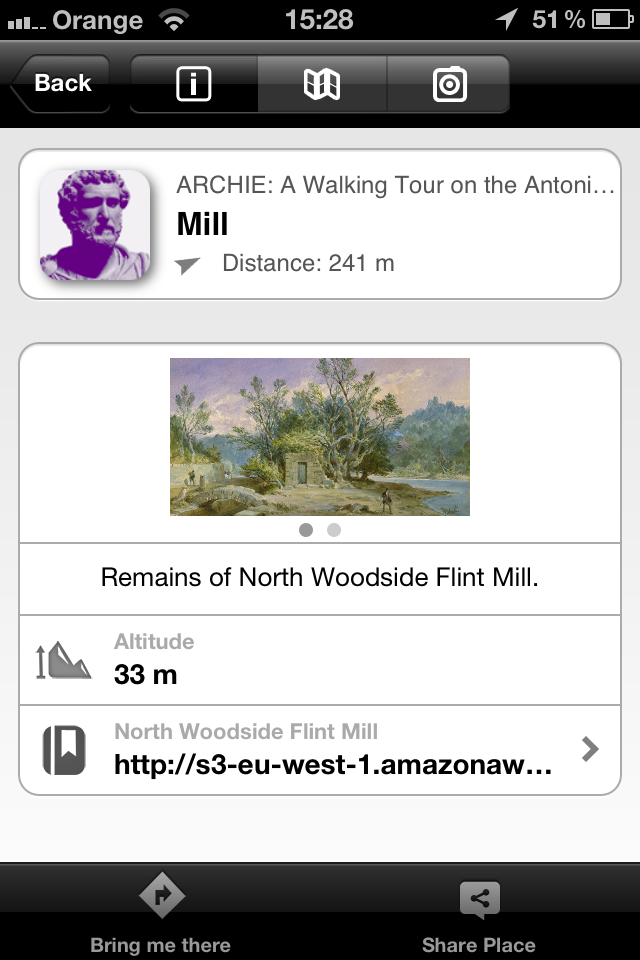 Orange 15:28 51 %
Back
ARCHIE: A Walking Tour on the Antoni…
Mill
Distance: 241 m
Remains of North Woodside Flint Mill.
Altitude
33 m
North Woodside Flint Mill
http://s3-eu-west-1.amazonaw…
Bring me there Share Place